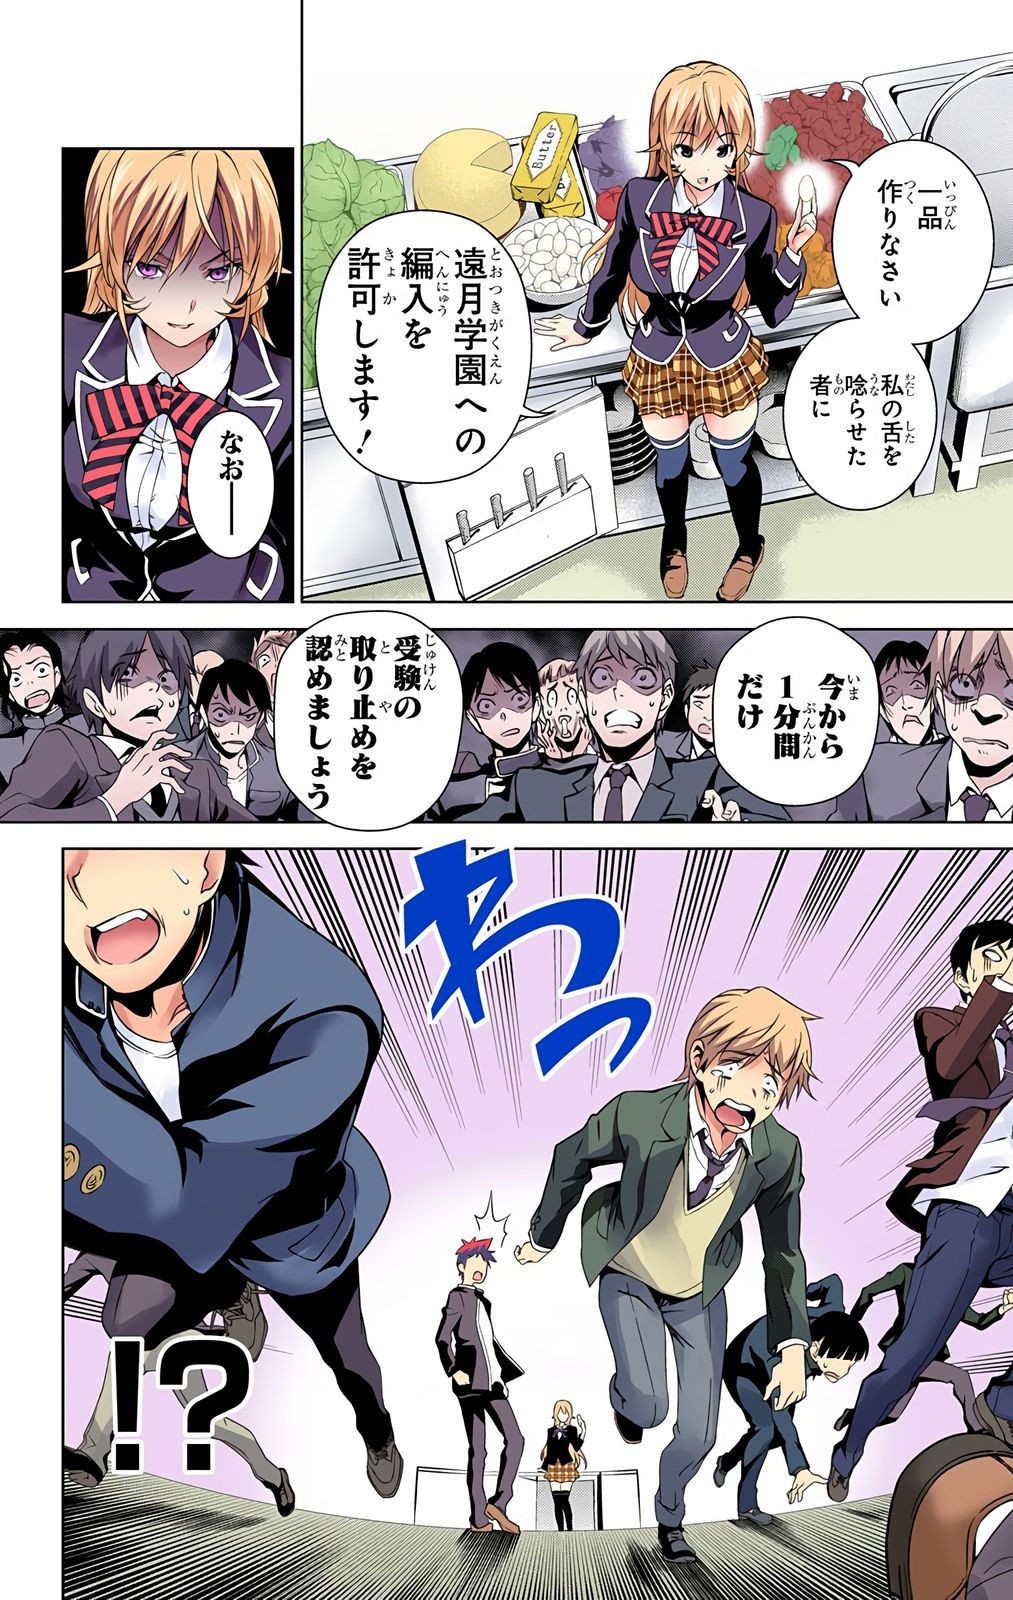 一品
作りなさい
私の舌を
唸らせた
者に
遠月学園への
編入を
許可します！
Butter
なお──
今から
1分間
だけ
受験の
取り止めを
認めましょう
わっ
!?